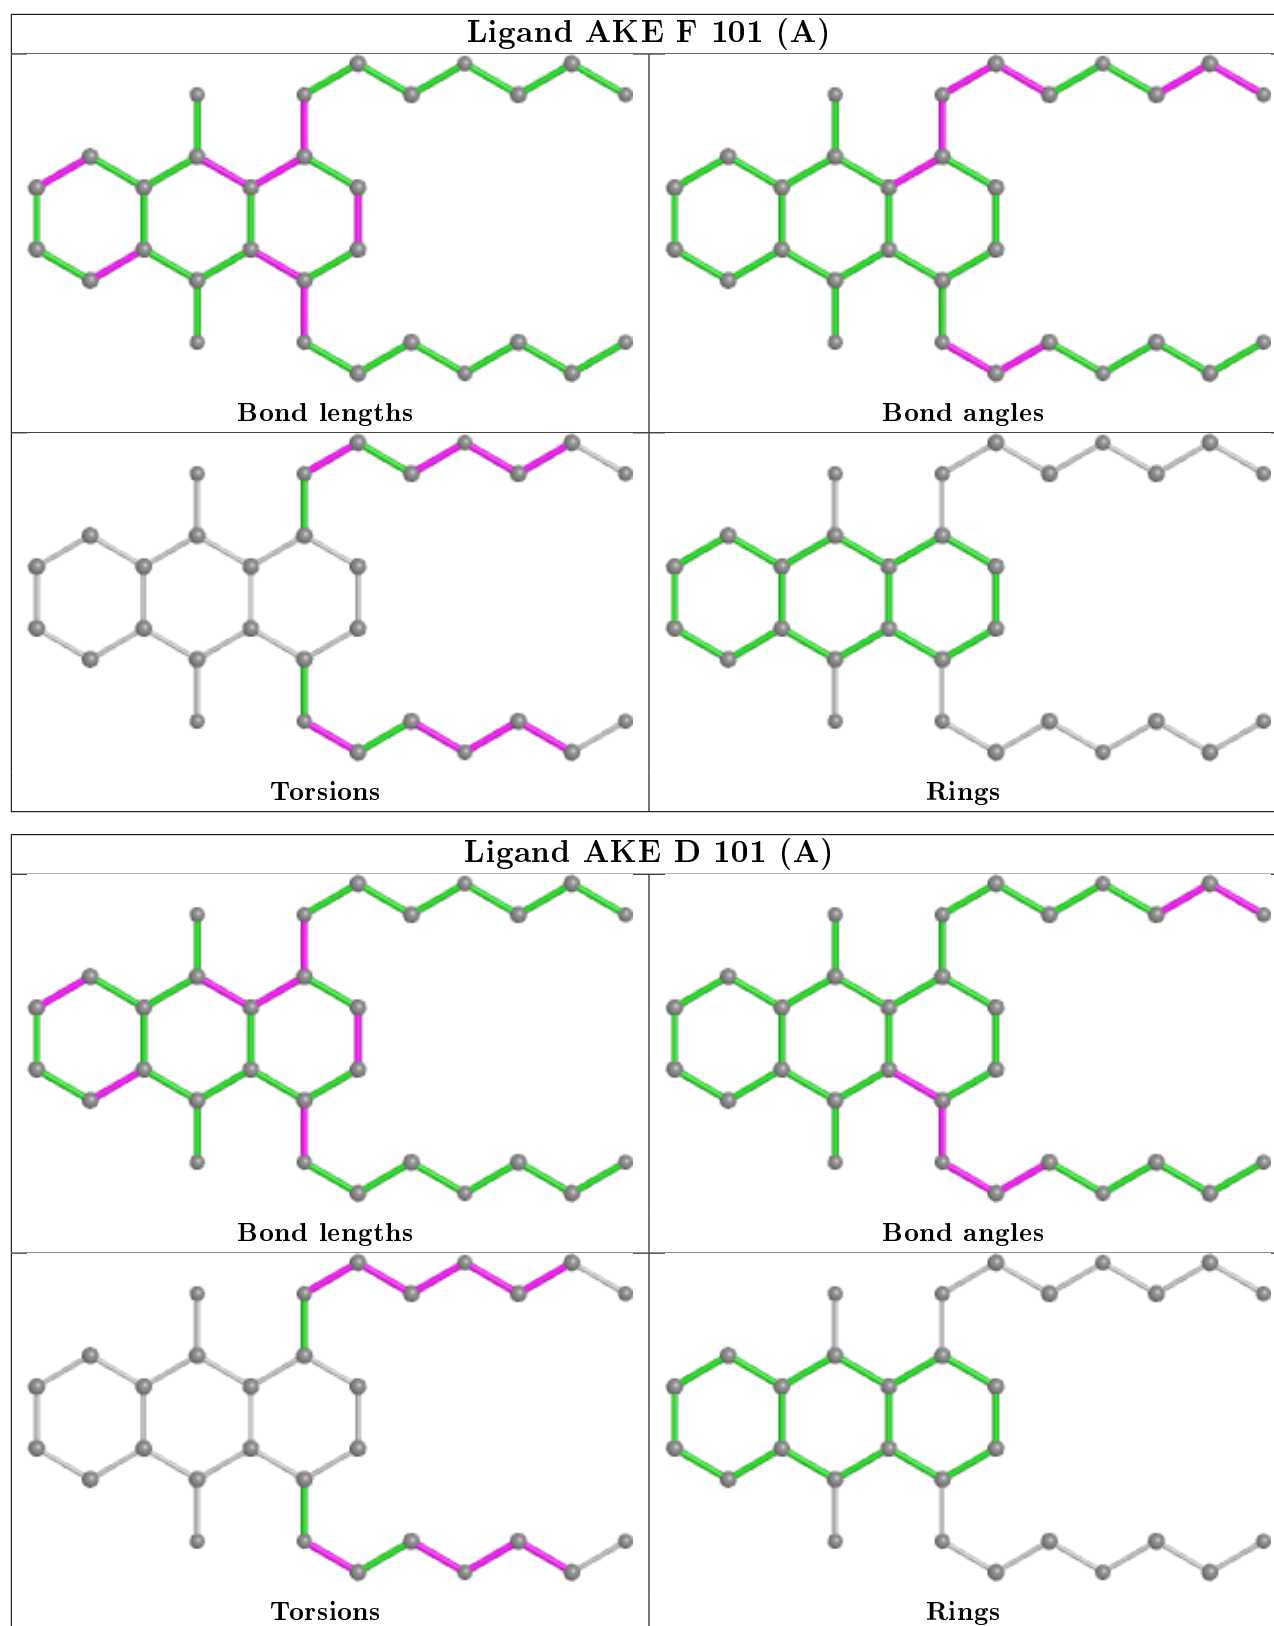 Ligand AKE F 101 (A)
Bond lengths
Bond angles
Torsions
Rings
Ligand AKE D 101 (A)
Bond lengths
Bond angles
Torsions
Rings